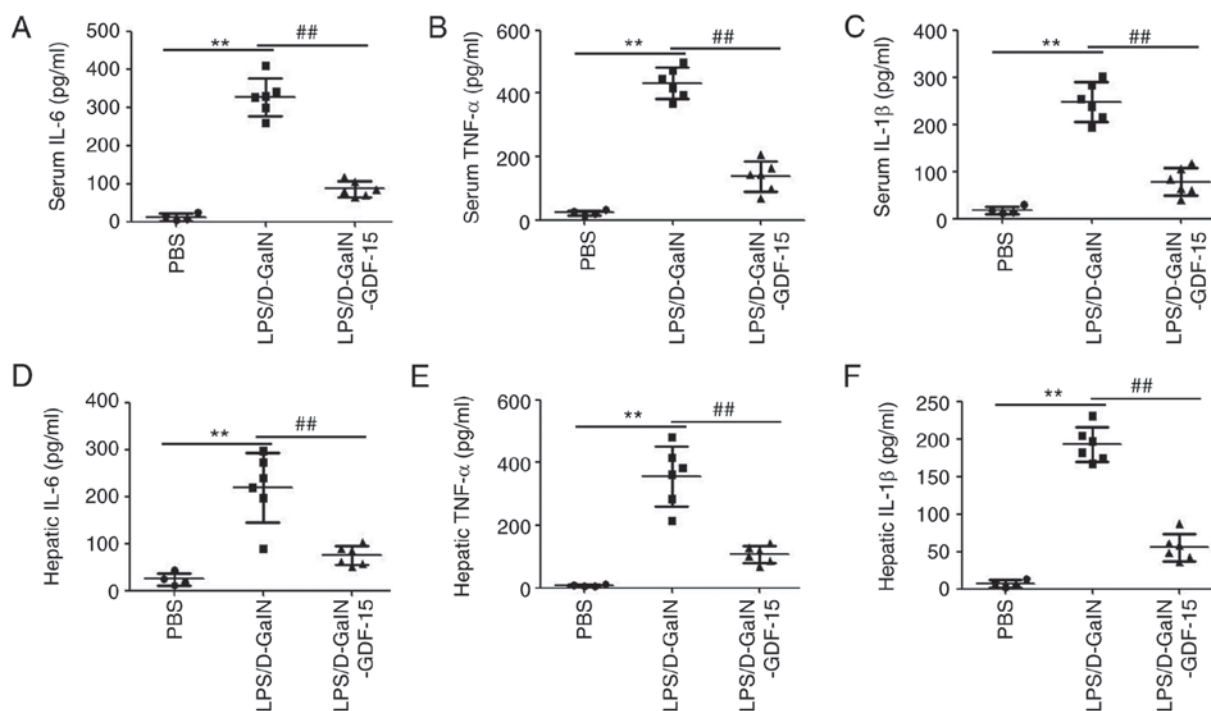 A
Serum IL-6 (pg/ml)
500
400
300
200
100
0
**
##
PBS
LPS/D-GalN
LPS/D-GalN
-GDF-15
B
Serum TNF-α (pg/ml)
600
400
200
0
**
##
PBS
LPS/D-GalN
LPS/D-GalN
-GDF-15
C
Serum IL-1β (pg/ml)
400
300
200
100
0
**
##
PBS
LPS/D-GalN
LPS/D-GalN
-GDF-15
D
Hepatic IL-6 (pg/ml)
400
300
200
100
0
**
##
PBS
LPS/D-GalN
LPS/D-GalN
-GDF-15
E
Hepatic TNF-α (pg/ml)
600
400
200
0
**
##
PBS
LPS/D-GalN
LPS/D-GalN
-GDF-15
F
Hepatic IL-1β (pg/ml)
250
200
150
100
50
0
**
##
PBS
LPS/D-GalN
LPS/D-GalN
-GDF-15